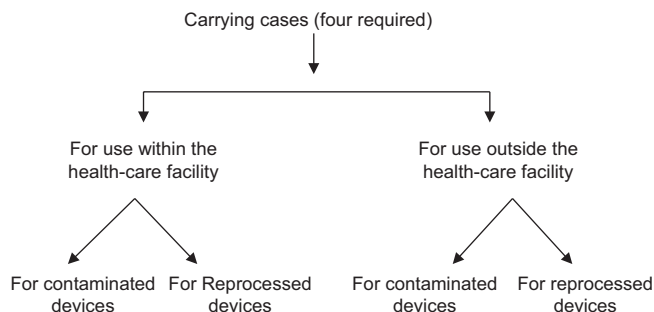 Carrying cases (four required)
For use within the
health-care facility
For use outside the
health-care facility
For contaminated
devices
For Reprocessed
devices
For contaminated
devices
For reprocessed
devices